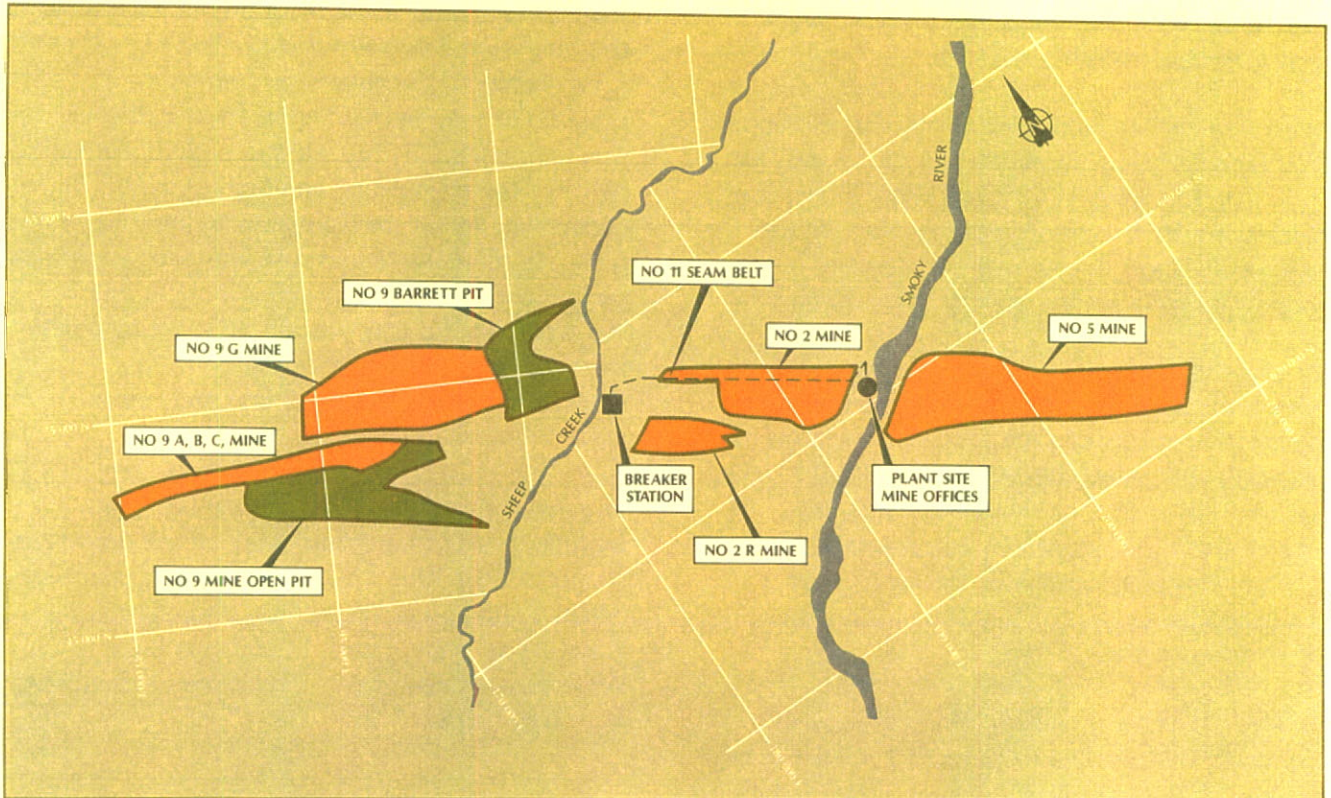 RIVER
SMOKY
NO 11 SEAM BELT
NO 9 BARRETT PIT
NO 2 MINE
NO 5 MINE
NO 9 G MINE
NO 9 A, B, C, MINE
CREEK
SHEEP
BREAKER
STATION
PLANT SITE
MINE OFFICES
NO 2 R MINE
NO 9 MINE OPEN PIT
N